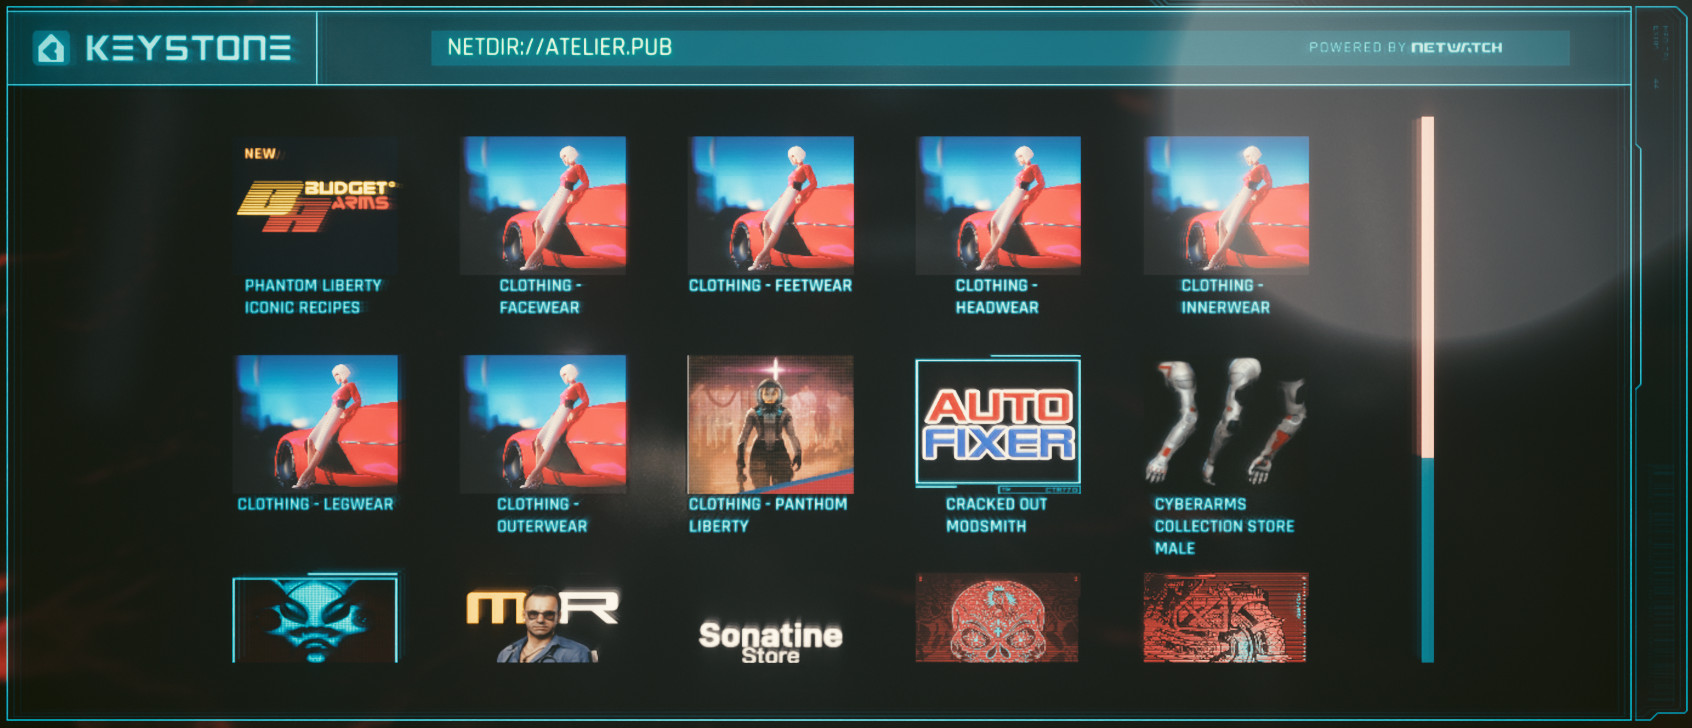 KEYSTONE
NETDIR://ATELIER.PUB
POWERED BY NETWATCH
NEW
BUDGET
ARMS
PHANTOM LIBERTY
ICONIC RECIPES
CLOTHING -
FACEWEAR
CLOTHING - FEETWEAR
CLOTHING -
HEADWEAR
CLOTHING -
INNERWEAR
CLOTHING - LEGWEAR
CLOTHING -
OUTERWEAR
CLOTHING - PANTHOM
LIBERTY
AUTO
FIXER
CRACKED OUT
MODSMITH
CYBERARMS
COLLECTION STORE
MALE
Sonatine
Store